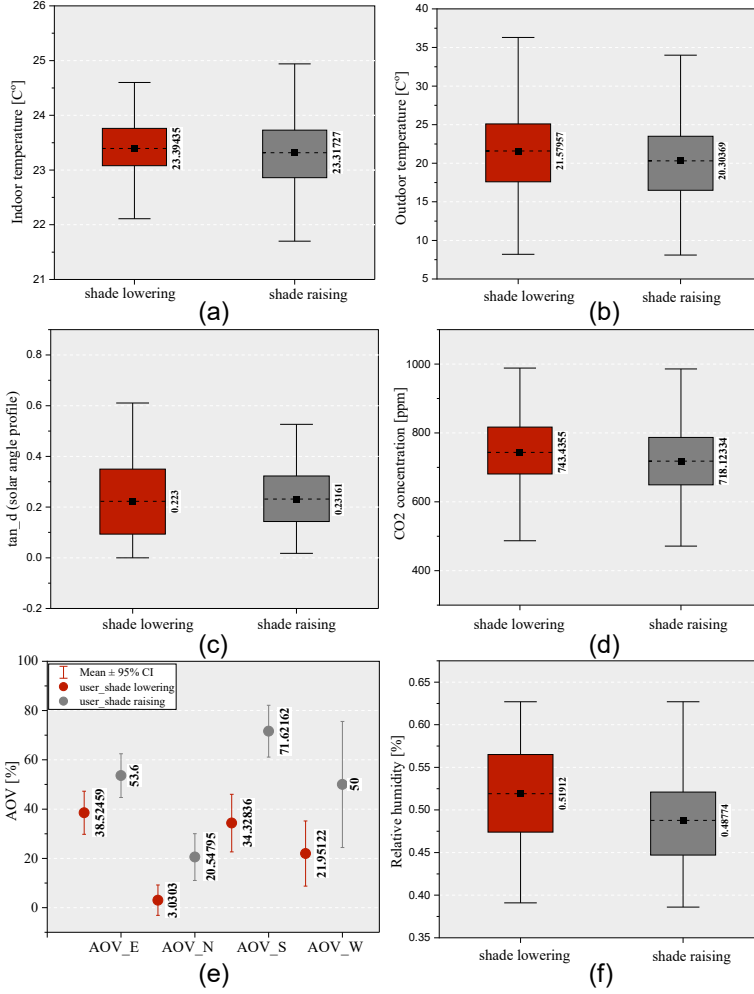 26
25
24
23
22
21
Indoor temperature [C°]
23.39435
23.31727
shade lowering
shade raising
(a)
40
35
30
25
20
15
10
5
Outdoor temperature [C°]
21.57957
20.30369
shade lowering
shade raising
(b)
0.8
0.6
0.4
0.2
0.0
-0.2
tan_d (solar angle profile)
0.223
0.23161
shade lowering
shade raising
(c)
1000
800
600
400
CO2 concentration [ppm]
743.4355
718.12334
shade lowering
shade raising
(d)
100
80
60
40
20
0
AOV [%]
Mean ± 95% CI
user_shade lowering
user_shade raising
38.52459
53.6
3.0303
20.54795
34.32836
71.62162
21.95122
50
AOV_E
AOV_N
AOV_S
AOV_W
(e)
0.65
0.60
0.55
0.50
0.45
0.40
0.35
Relative humidity [%]
0.51912
0.48774
shade lowering
shade raising
(f)